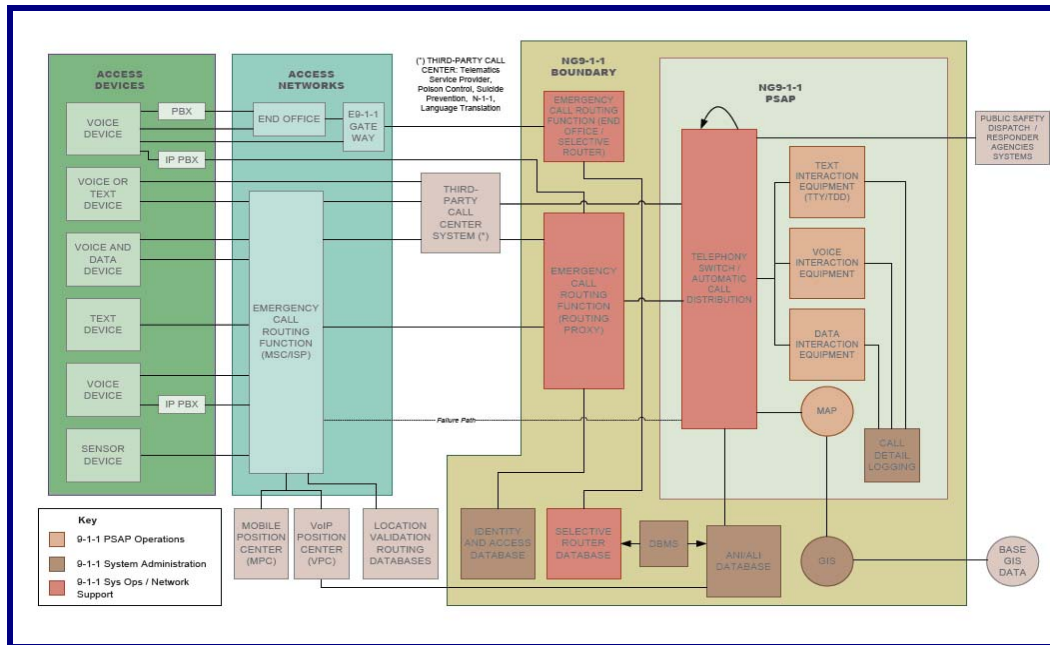 ACCESS
DEVICES
ACCESS
NETWORKS
(*) THIRD-PARTY CALL
CENTER: Telematics
Service Provider,
Poison Control, Suicide
Prevention, N-1-1,
Language Translation
NG9-1-1
BOUNDARY
NG9-1-1
PSAP
VOICE
DEVICE
PBX
IP PBX
END OFFICE
E9-1-1
GATE
WAY
EMERGENCY
CALL ROUTING
FUNCTION (END
OFFICE /
SELECTIVE
ROUTER)
PUBLIC SAFETY
DISPATCH /
RESPONDER
AGENCIES
SYSTEMS
VOICE OR
TEXT
DEVICE
THIRD-
PARTY
CALL
CENTER
SYSTEM (*)
TEXT
INTERACTION
EQUIPMENT
(TTY/TDD)
VOICE AND
DATA
DEVICE
EMERGENCY
CALL
ROUTING
FUNCTION
(MSC/ISP)
EMERGENCY
CALL
ROUTING
FUNCTION
(ROUTING
PROXY)
TELEPHONY
SWITCH /
AUTOMATIC
CALL
DISTRIBUTION
VOICE
INTERACTION
EQUIPMENT
TEXT
DEVICE
DATA
INTERACTION
EQUIPMENT
VOICE
DEVICE
IP PBX
MAP
Failure Path
SENSOR
DEVICE
CALL
DETAIL
LOGGING
Key
9-1-1 PSAP Operations
9-1-1 System Administration
9-1-1 Sys Ops / Network
Support
MOBILE
POSITION
CENTER
(MPC)
VoIP
POSITION
CENTER
(VPC)
LOCATION
VALIDATION
ROUTING
DATABASES
IDENTITY
AND ACCESS
DATABASE
SELECTIVE
ROUTER
DATABASE
DBMS
ANI/ALI
DATABASE
GIS
BASE
GIS
DATA